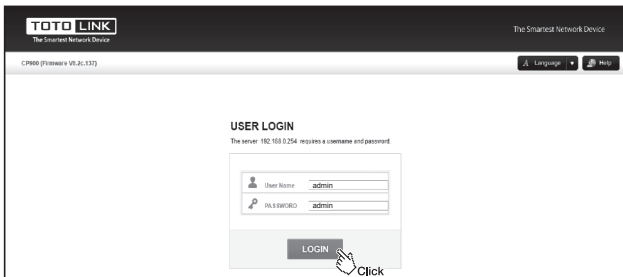 TOTO LINK
The Smartest Network Device
The Smartest Network Device
CP900 (Firmware V8.2c.137)
Language
Help
USER LOGIN
The server 192.168.0.254 requires a username and password.
User Name admin
PASSWORD admin
LOGIN
Click